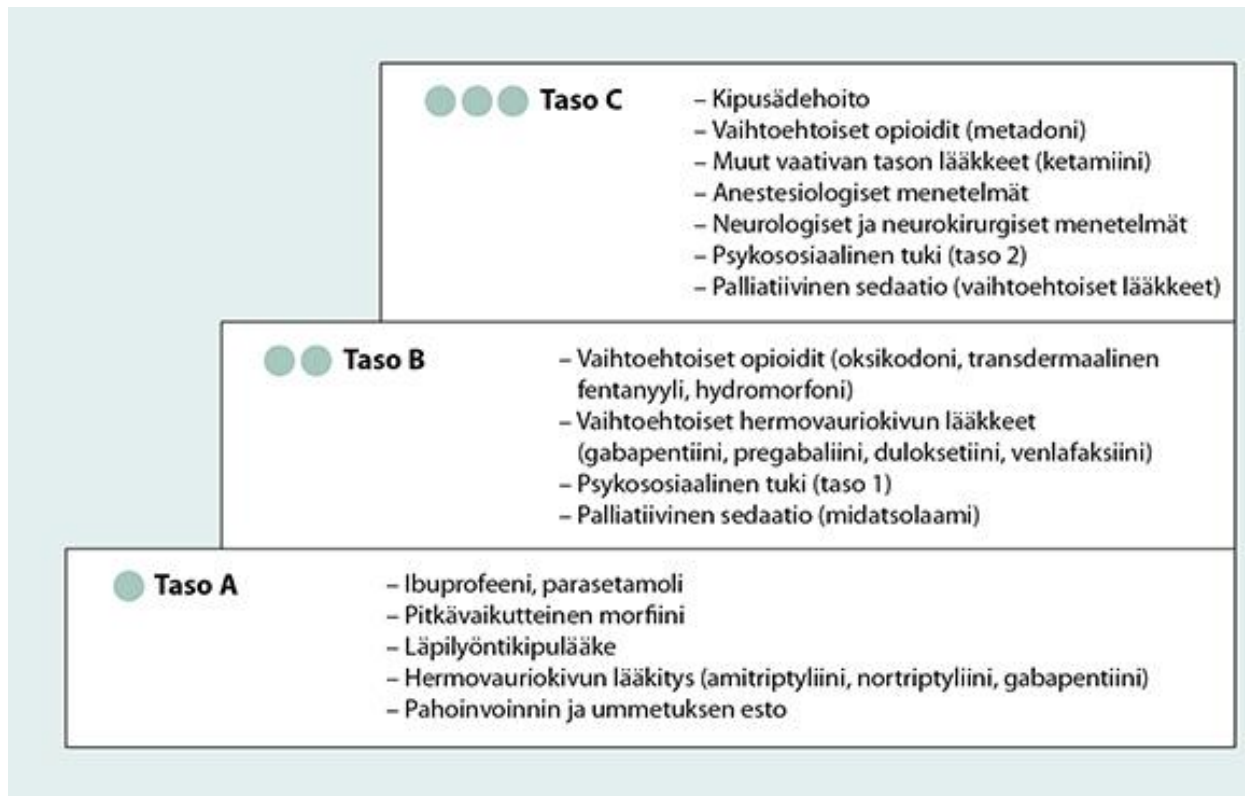 Taso C
– Kipusädehoito
– Vaihtoehtoiset opioidit (metadoni)
– Muut vaativan tason lääkkeet (ketamiini)
– Anestesiologiset menetelmät
– Neurologiset ja neurokirurgiset menetelmät
– Psykososiaalinen tuki (taso 2)
– Palliatiivinen sedaatio (vaihtoehtoiset lääkkeet)
Taso B
– Vaihtoehtoiset opioidit (oksikodoni, transdermaalinen
fentanyyli, hydromorfoni)
– Vaihtoehtoiset hermovauriokivun lääkkeet
(gabapentiini, pregabaliini, duloksetiini, venlafaksiini)
– Psykososiaalinen tuki (taso 1)
– Palliatiivinen sedaatio (midatsolaami)
Taso A
– Ibuprofeeni, parasetamoli
– Pitkävaikutteinen morfiini
– Läpilyöntikipulääke
– Hermovauriokivun lääkitys (amitriptyliini, nortriptyliini, gabapentiini)
– Pahoinvoinnin ja ummetuksen esto